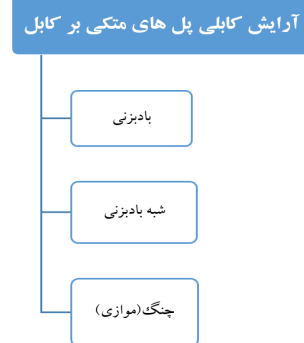 آرایش کابلی پل های متکی بر کابل
بادبزنی
شبه بادبزنی
چنگ(موازی)